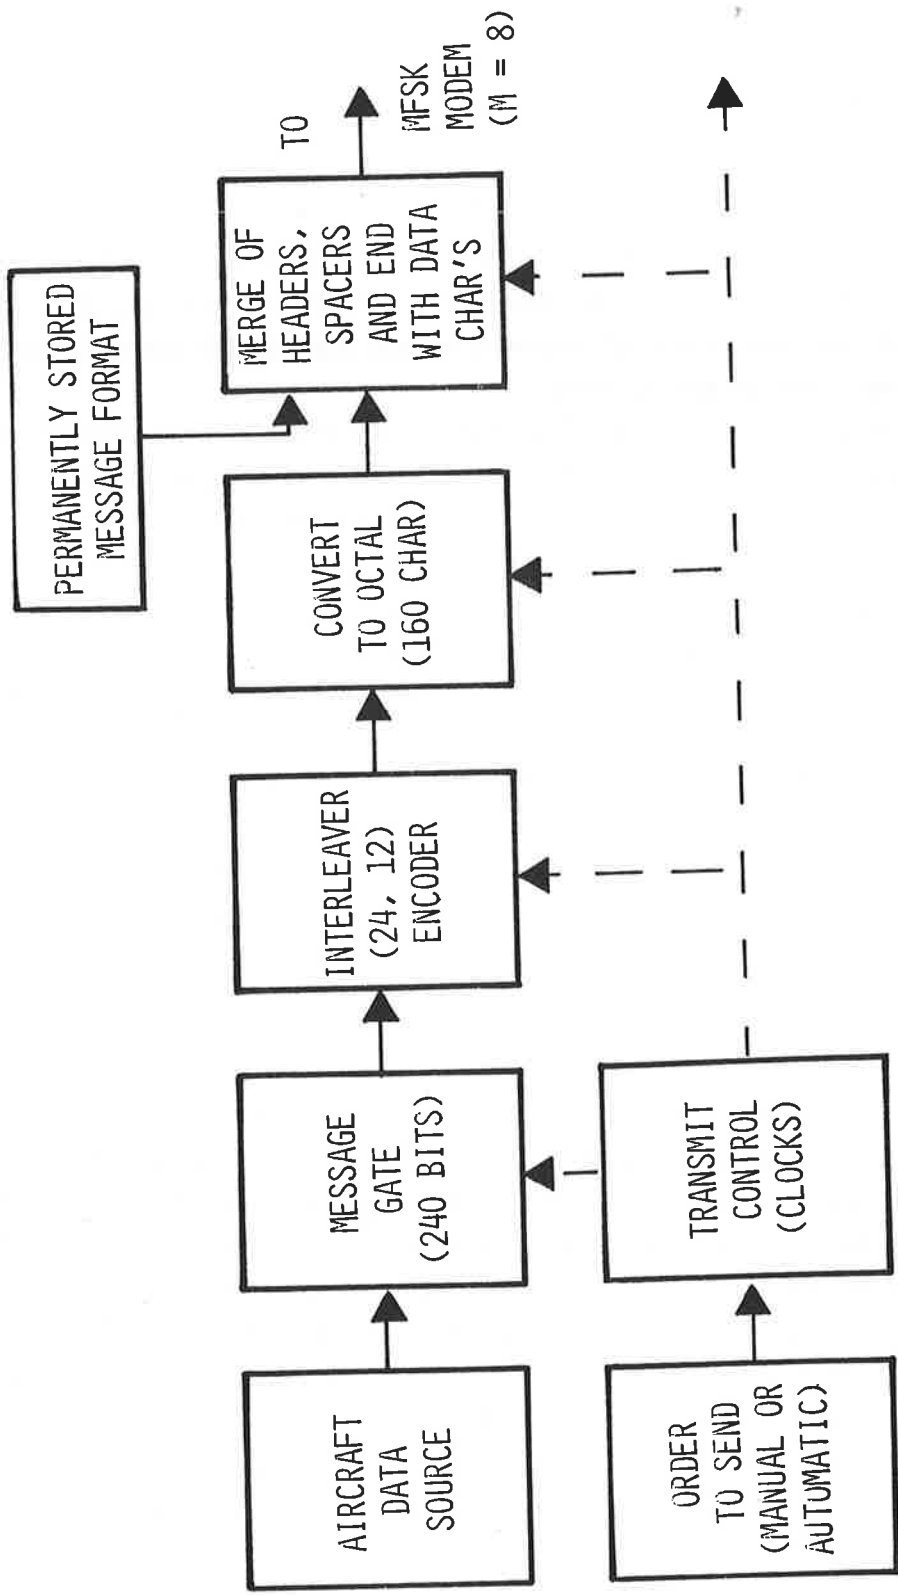 PERMANENTLY STORED
MESSAGE FORMAT
AIRCRAFT
DATA
SOURCE
MESSAGE
GATE
(240 BITS)
INTERLEAVER
(24, 12)
ENCODER
CONVERT
TO OCTAL
(160 CHAR)
MERGE OF
HEADERS,
SPACERS
AND END
WITH DATA
CHAR'S
TO
MFSK
MODEM
(M = 8)
ORDER
TO SEND
(MANUAL OR
AUTUMATIC)
TRANSMIT
CONTROL
(CLOCKS)